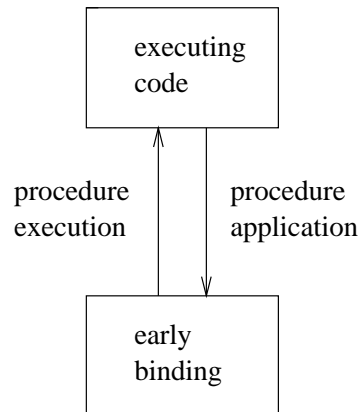 executing
code
procedure
execution
procedure
application
early
binding